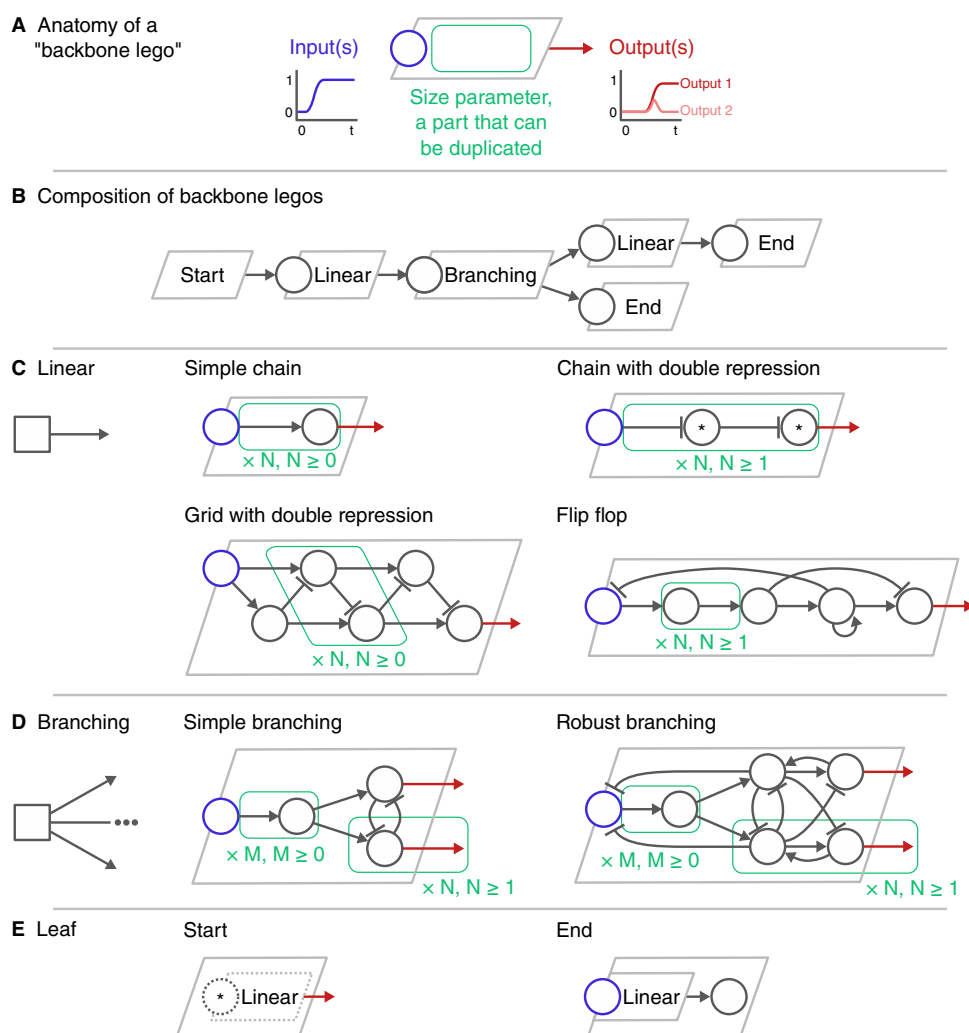 A Anatomy of a
"backbone lego"
Input(s)
Output(s)
1
0
0 t
Size parameter,
a part that can
be duplicated
1
0
0 t
Output 1
Output 2
B Composition of backbone legos
Start
Linear
Branching
Linear
End
End
C Linear
Simple chain
Chain with double repression
× N, N ≥ 0
* *
× N, N ≥ 1
Grid with double repression
Flip flop
× N, N ≥ 0
× N, N ≥ 1
D Branching
Simple branching
Robust branching
× M, M ≥ 0
× N, N ≥ 1
× M, M ≥ 0
× N, N ≥ 1
E Leaf
Start
End
* Linear
Linear